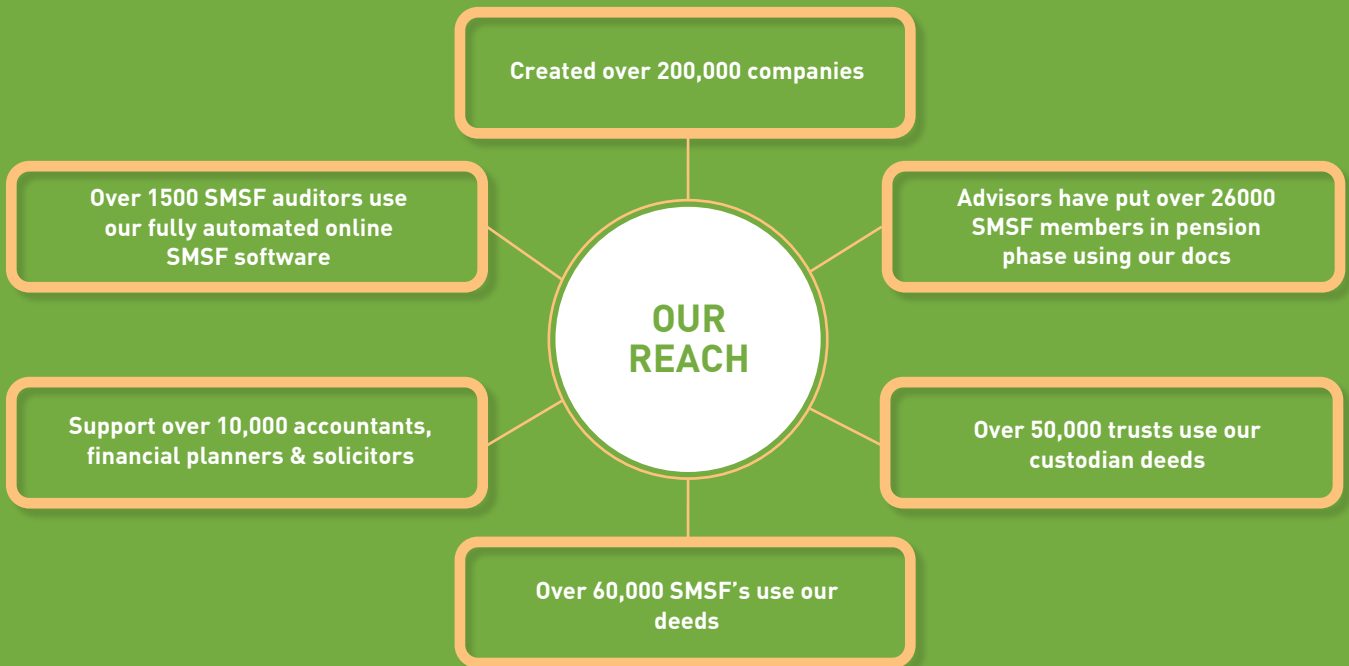 Created over 200,000 companies
Over 1500 SMSF auditors use
our fully automated online
SMSF software
Advisors have put over 26000
SMSF members in pension
phase using our docs
OUR
REACH
Support over 10,000 accountants,
financial planners & solicitors
Over 50,000 trusts use our
custodian deeds
Over 60,000 SMSF’s use our
deeds